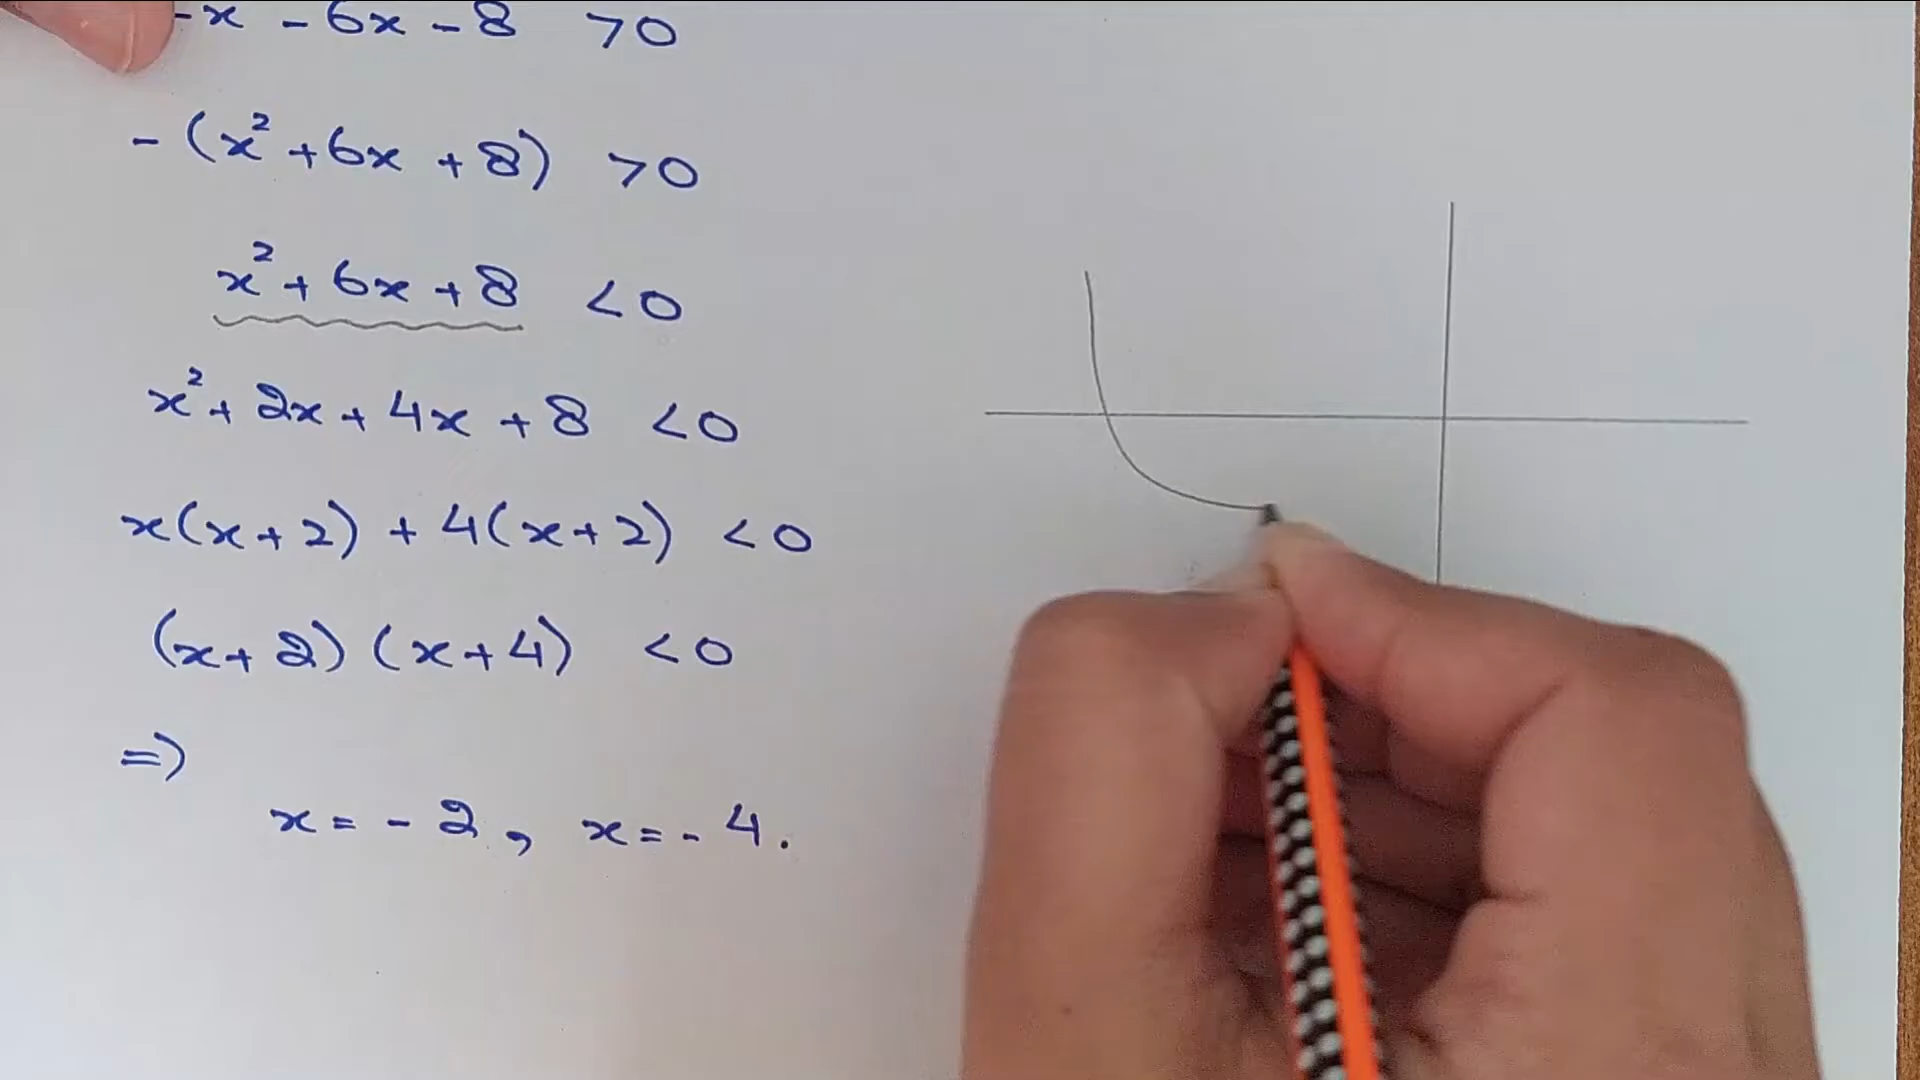 -x - 6x - 8 >0
- (x² + 6x + 8) >0
x² + 6x + 8 <0
x² + 2x + 4x + 8 <0
x(x+2) + 4(x+2) <0
(x+2) (x+4) <0
=>
x = - 2, x = - 4.